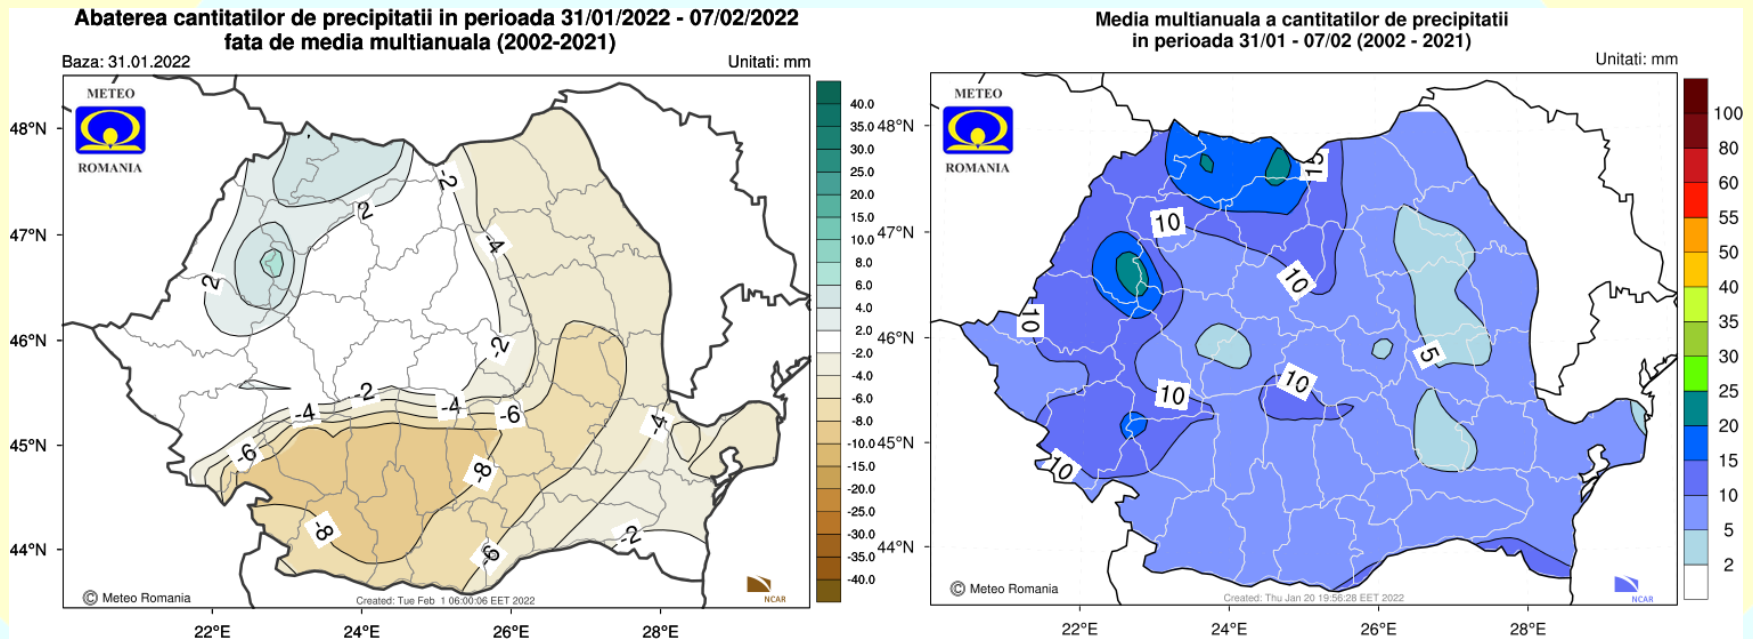 Abaterea cantitatilor de precipitatii in perioada 31/01/2022 - 07/02/2022
fata de media multianuala (2002-2021)
Baza: 31.01.2022
Unitati: mm
METEO
ROMANIA
48°N
47°N
46°N
45°N
44°N
22°E
24°E
26°E
28°E
2
2
-2
-4
-2
-2
-4
-4
-6
-6
-8
-8
-6
-4
-2
40.0
35.0
30.0
25.0
20.0
15.0
10.0
8.0
6.0
4.0
2.0
-2.0
-4.0
-6.0
-8.0
-10.0
-15.0
-20.0
-25.0
-30.0
-35.0
-40.0
© Meteo Romania
Created: Tue Feb 1 06:00:06 EET 2022
NCAR
Media multianuala a cantitatilor de precipitatii
in perioada 31/01 - 07/02 (2002 - 2021)
Unitati: mm
METEO
ROMANIA
48°N
47°N
46°N
45°N
44°N
22°E
24°E
26°E
28°E
15
10
10
10
5
10
10
10
100
80
60
55
50
40
35
30
25
20
15
10
5
2
© Meteo Romania
Created: Thu Jan 20 19:56:28 EET 2022
NCAR